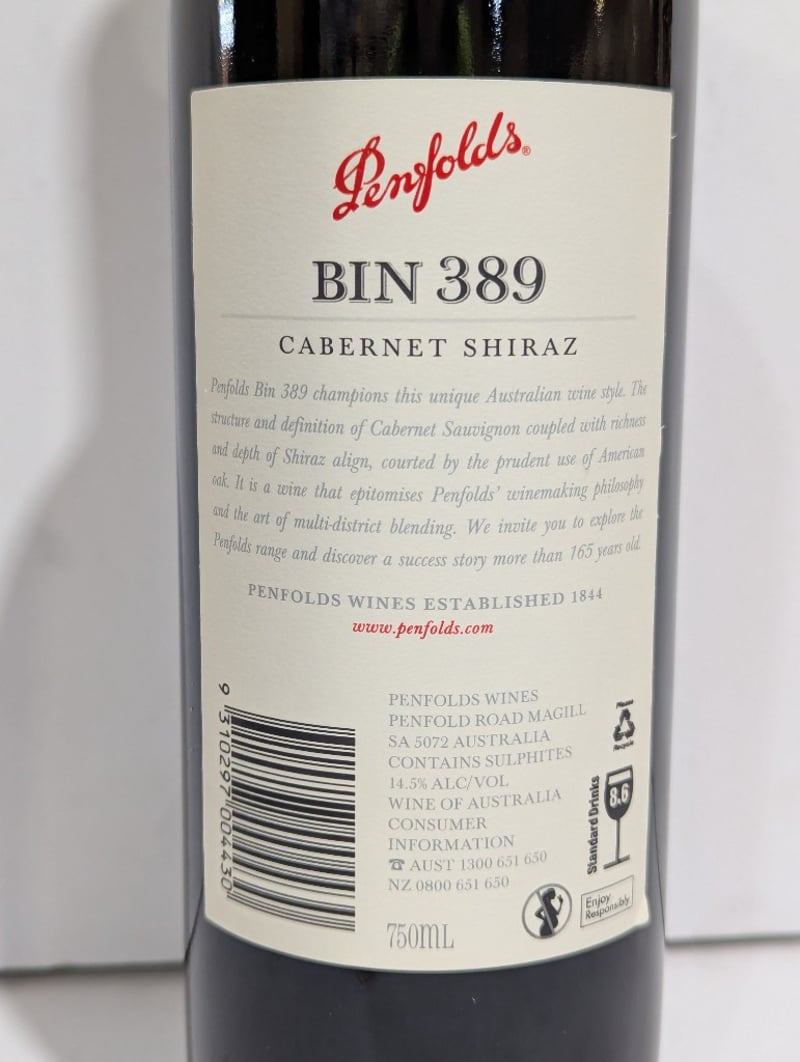 Penfolds®
BIN 389
CABERNET SHIRAZ
Penfolds Bin 389 champions this unique Australian wine style. The
structure and definition of Cabernet Sauvignon coupled with richness
and depth of Shiraz align, courted by the prudent use of American
oak. It is a wine that epitomises Penfolds' winemaking philosophy
and the art of multi-district blending. We invite you to explore the
Penfolds range and discover a success story more than 165 years old.
PENFOLDS WINES ESTABLISHED 1844
www.penfolds.com
9 310297 004430
PENFOLDS WINES
PENFOLD ROAD MAGILL
SA 5072 AUSTRALIA
CONTAINS SULPHITES
14.5% ALC/VOL
WINE OF AUSTRALIA
CONSUMER
INFORMATION
☎ AUST 1300 651 650
NZ 0800 651 650
750ML
Please
Recycle
Standard Drinks
8.6
Enjoy
Responsibly